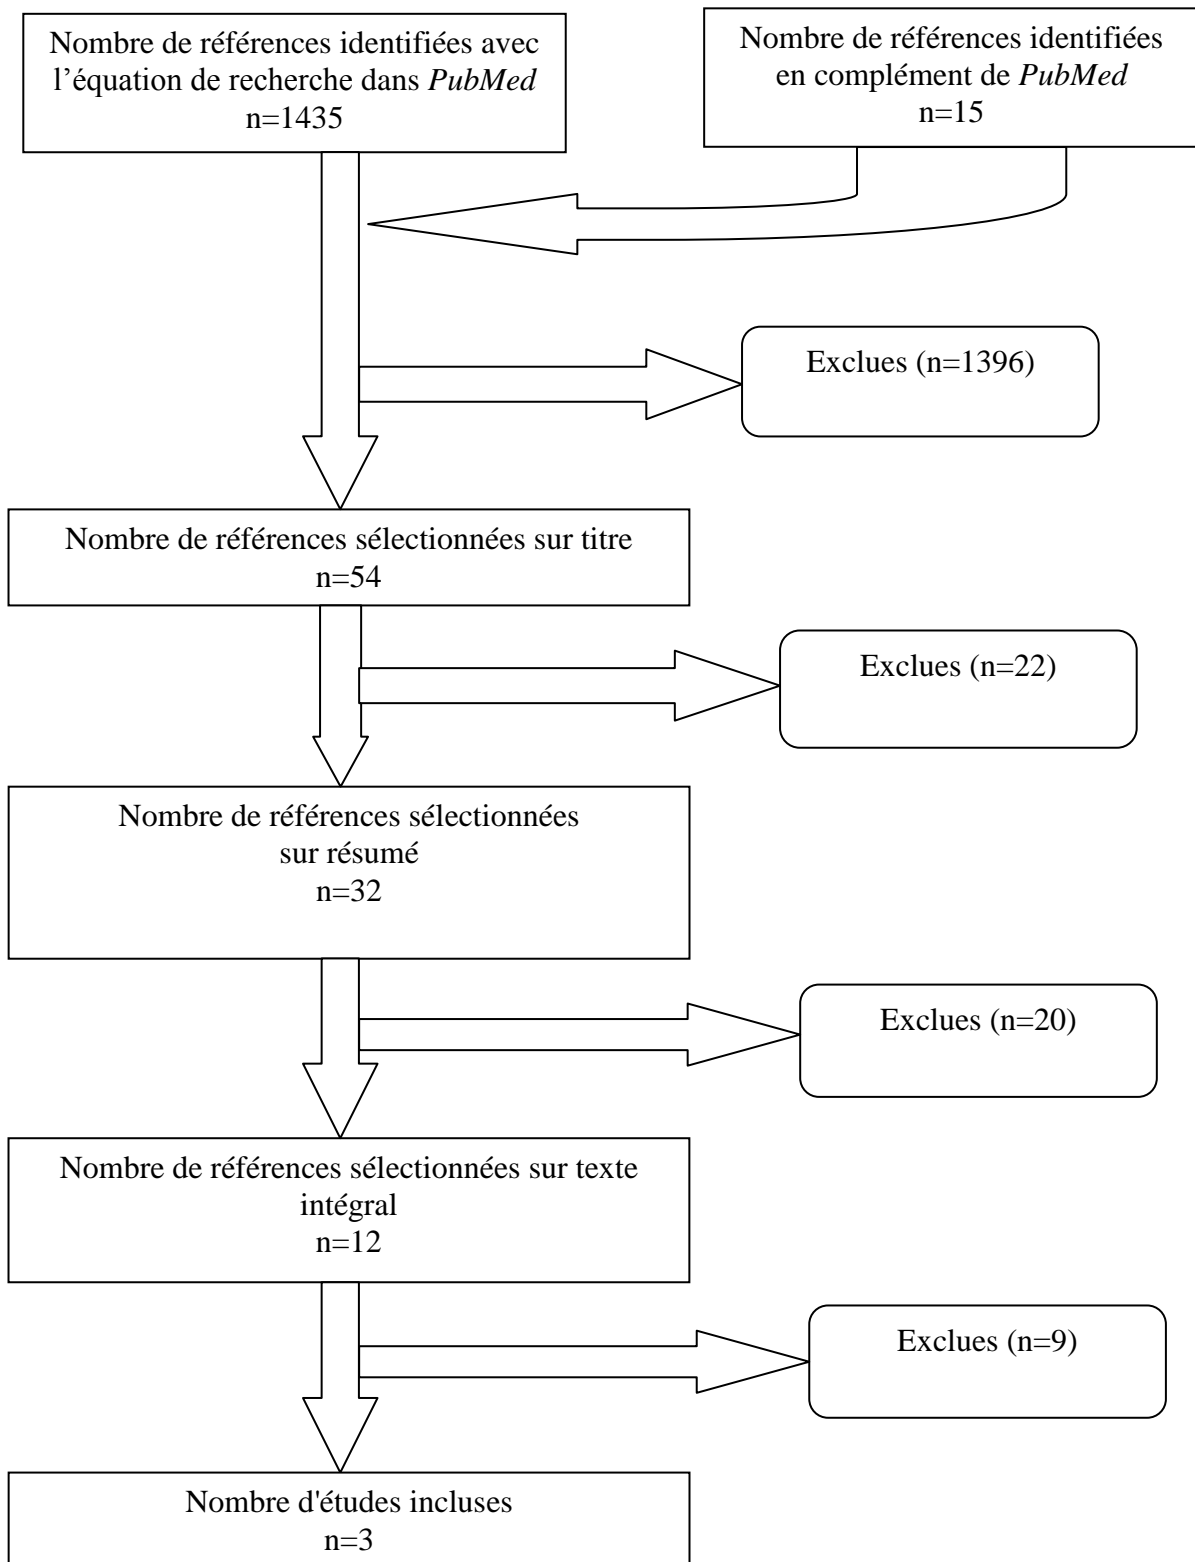 Nombre de références identifiées avec
l’équation de recherche dans PubMed
n=1435
Nombre de références identifiées
en complément de PubMed
n=15
Exclues (n=1396)
Nombre de références sélectionnées sur titre
n=54
Exclues (n=22)
Nombre de références sélectionnées
sur résumé
n=32
Exclues (n=20)
Nombre de références sélectionnées sur texte
intégral
n=12
Exclues (n=9)
Nombre d'études incluses
n=3